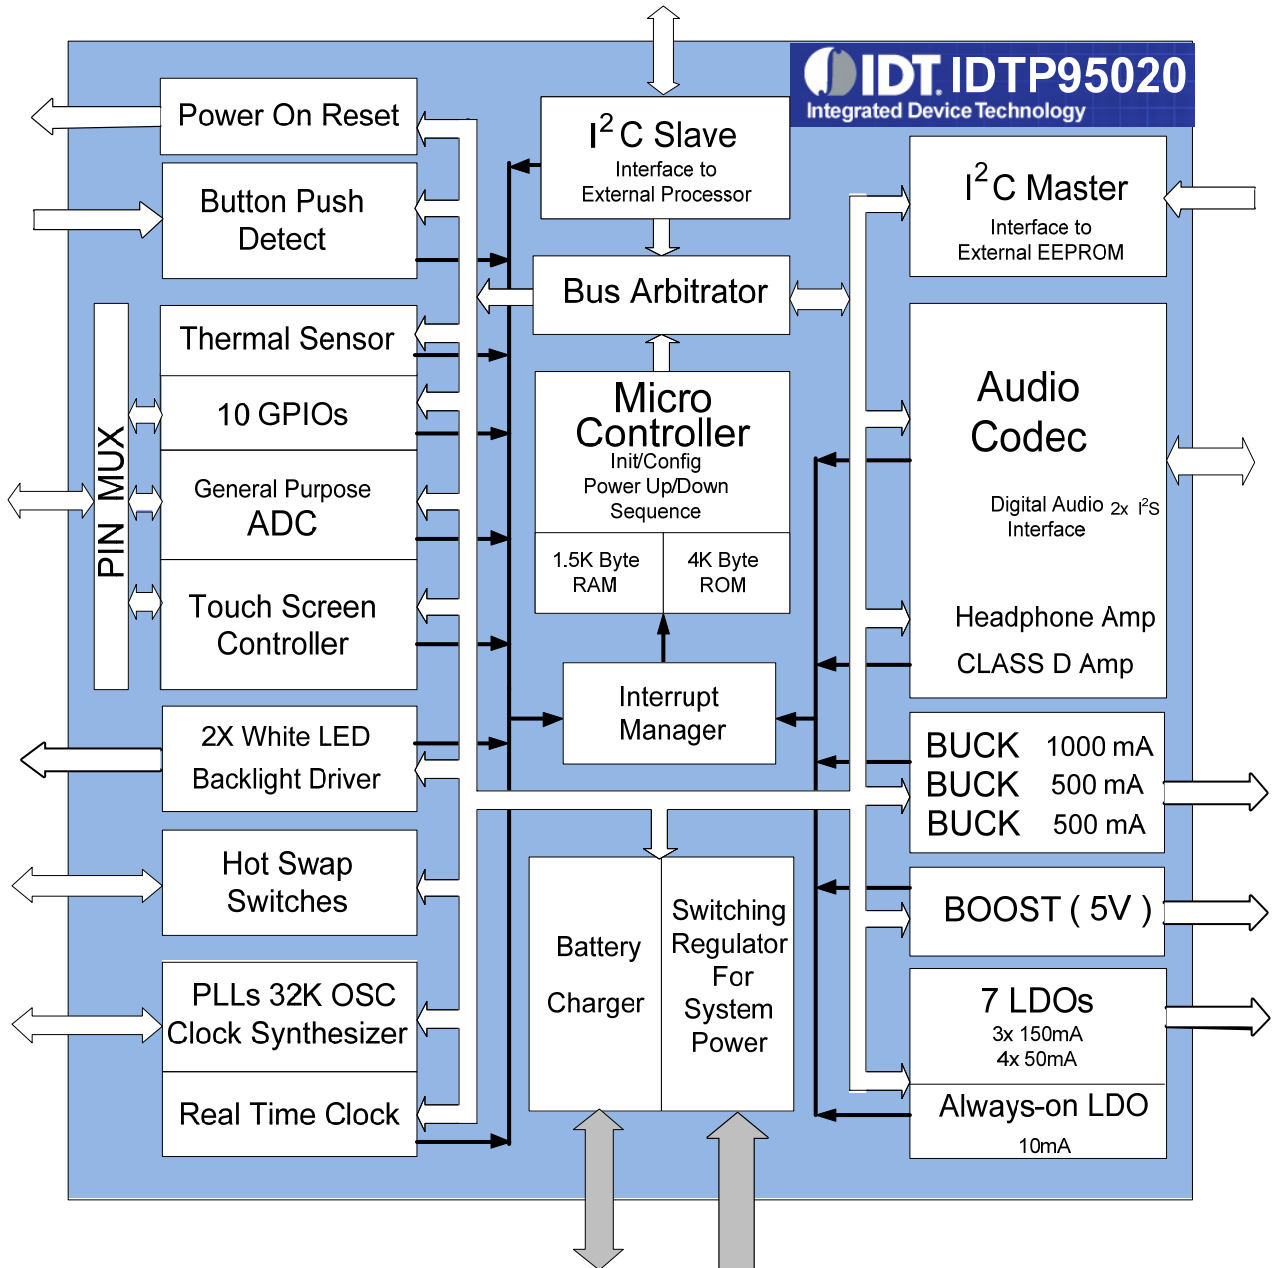 IDT. IDTP95020
Integrated Device Technology
Power On Reset
Button Push
Detect
Thermal Sensor
10 GPIOs
General Purpose
ADC
Touch Screen
Controller
PIN MUX
2X White LED
Backlight Driver
Hot Swap
Switches
PLLs 32K OSC
Clock Synthesizer
Real Time Clock
I2C Slave
Interface to
External Processor
Bus Arbitrator
Micro
Controller
Init/Config
Power Up/Down
Sequence
1.5K Byte
RAM
4K Byte
ROM
Interrupt
Manager
Battery
Charger
Switching
Regulator
For
System
Power
I2C Master
Interface to
External EEPROM
Audio
Codec
Digital Audio 2x I2S
Interface
Headphone Amp
CLASS D Amp
BUCK 1000 mA
BUCK 500 mA
BUCK 500 mA
BOOST ( 5V )
7 LDOs
3x 150mA
4x 50mA
Always-on LDO
10mA